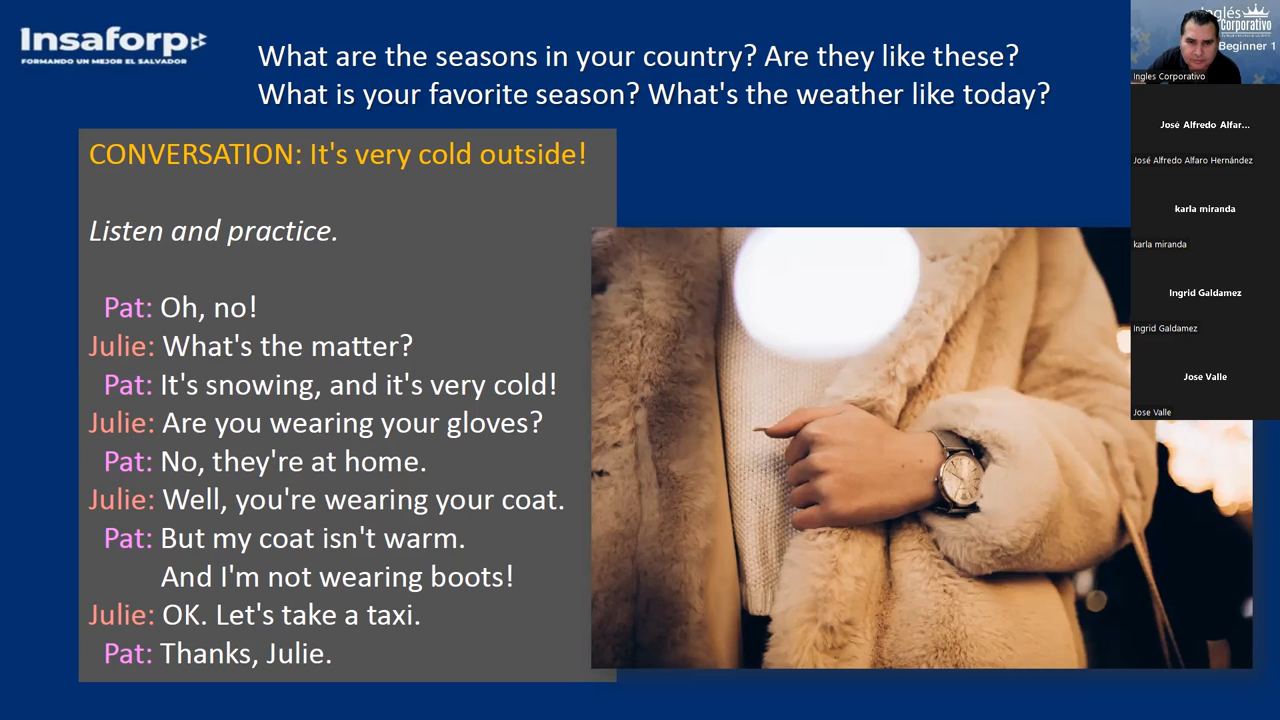 Insaforp
FORMANDO UN MEJOR EL SALVADOR
What are the seasons in your country? Are they like these?
What is your favorite season? What's the weather like today?
CONVERSATION: It's very cold outside!
Listen and practice.
Pat: Oh, no!
Julie: What's the matter?
Pat: It's snowing, and it's very cold!
Julie: Are you wearing your gloves?
Pat: No, they're at home.
Julie: Well, you're wearing your coat.
Pat: But my coat isn't warm.
And I'm not wearing boots!
Julie: OK. Let's take a taxi.
Pat: Thanks, Julie.
Inglés
Corporativo
Beginner 1
Ingles Corporativo
José Alfredo Alfar...
José Alfredo Alfaro Hernández
karla miranda
karla miranda
Ingrid Galdamez
Ingrid Galdamez
Jose Valle
Jose Valle